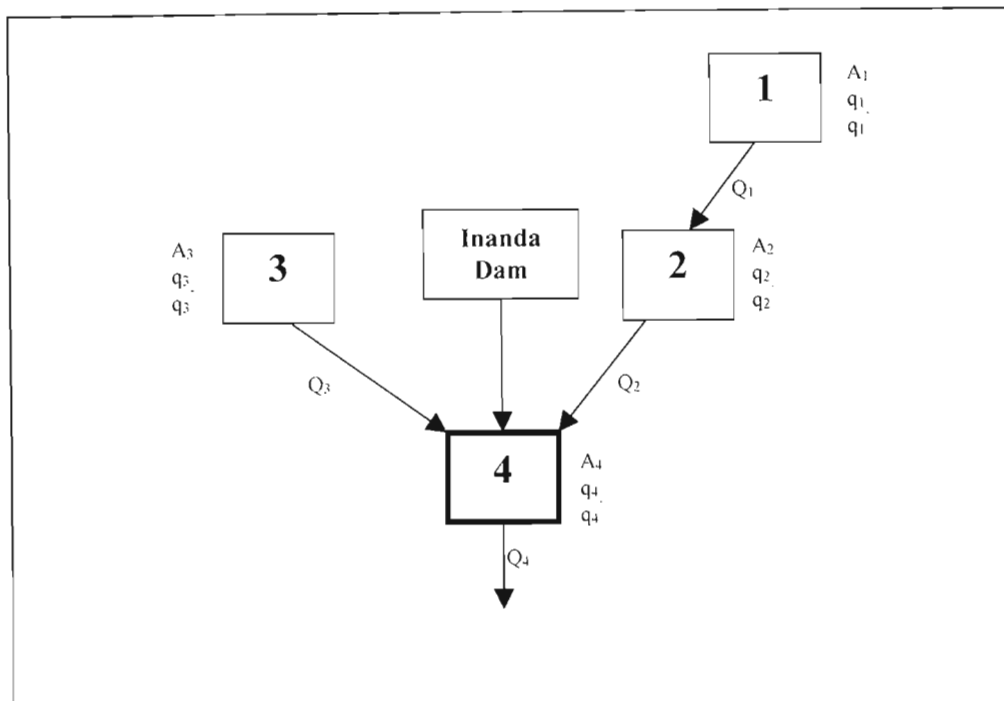 1
A₁
q₁.
q₁
Q₁
Inanda
Dam
2
A₂
q₂.
q₂
3
A₃
q₃.
q₃
Q₃
Q₂
4
A₄
q₄.
q₄
Q₄